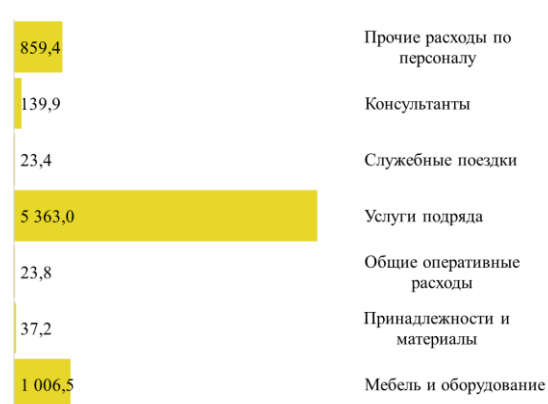 859,4
Прочие расходы по
персоналу
139,9
Консультанты
23,4
Служебные поездки
5 363,0
Услуги подряда
23,8
Общие оперативные
расходы
37,2
Принадлежности и
материалы
1 006,5
Мебель и оборудование